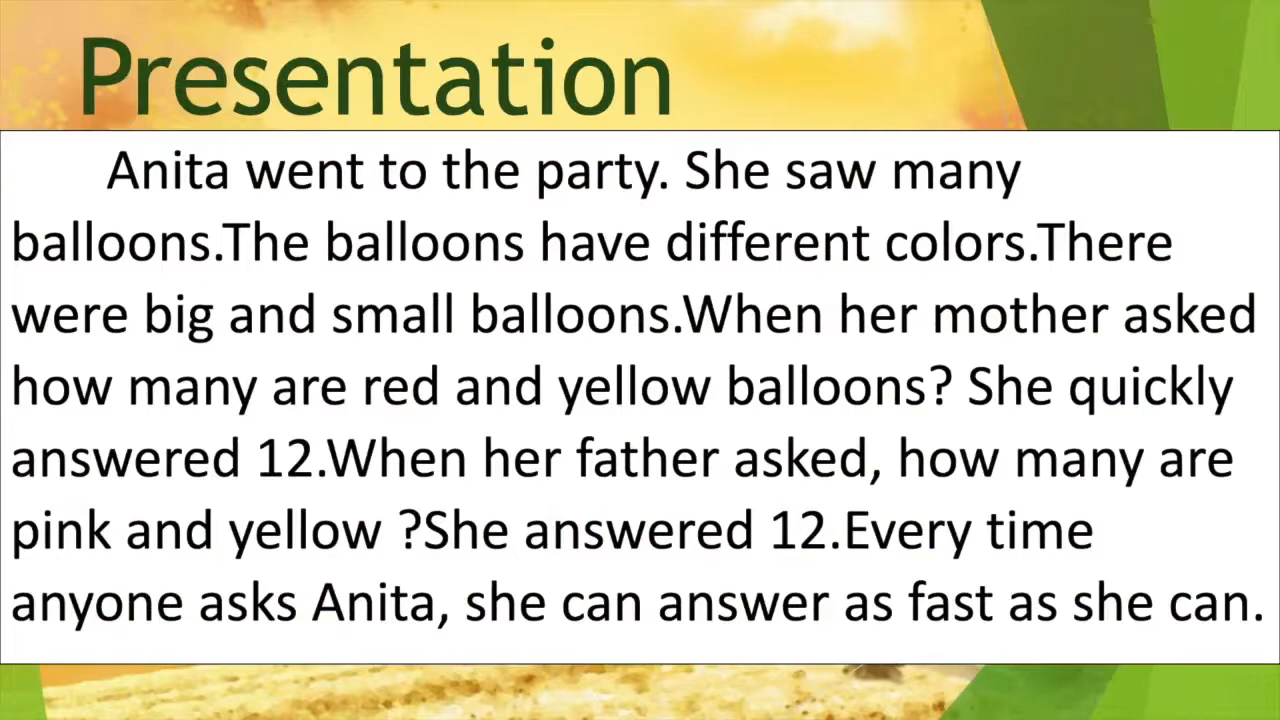 Presentation
Anita went to the party. She saw many
balloons.The balloons have different colors.There
were big and small balloons.When her mother asked
how many are red and yellow balloons? She quickly
answered 12.When her father asked, how many are
pink and yellow ?She answered 12.Every time
anyone asks Anita, she can answer as fast as she can.